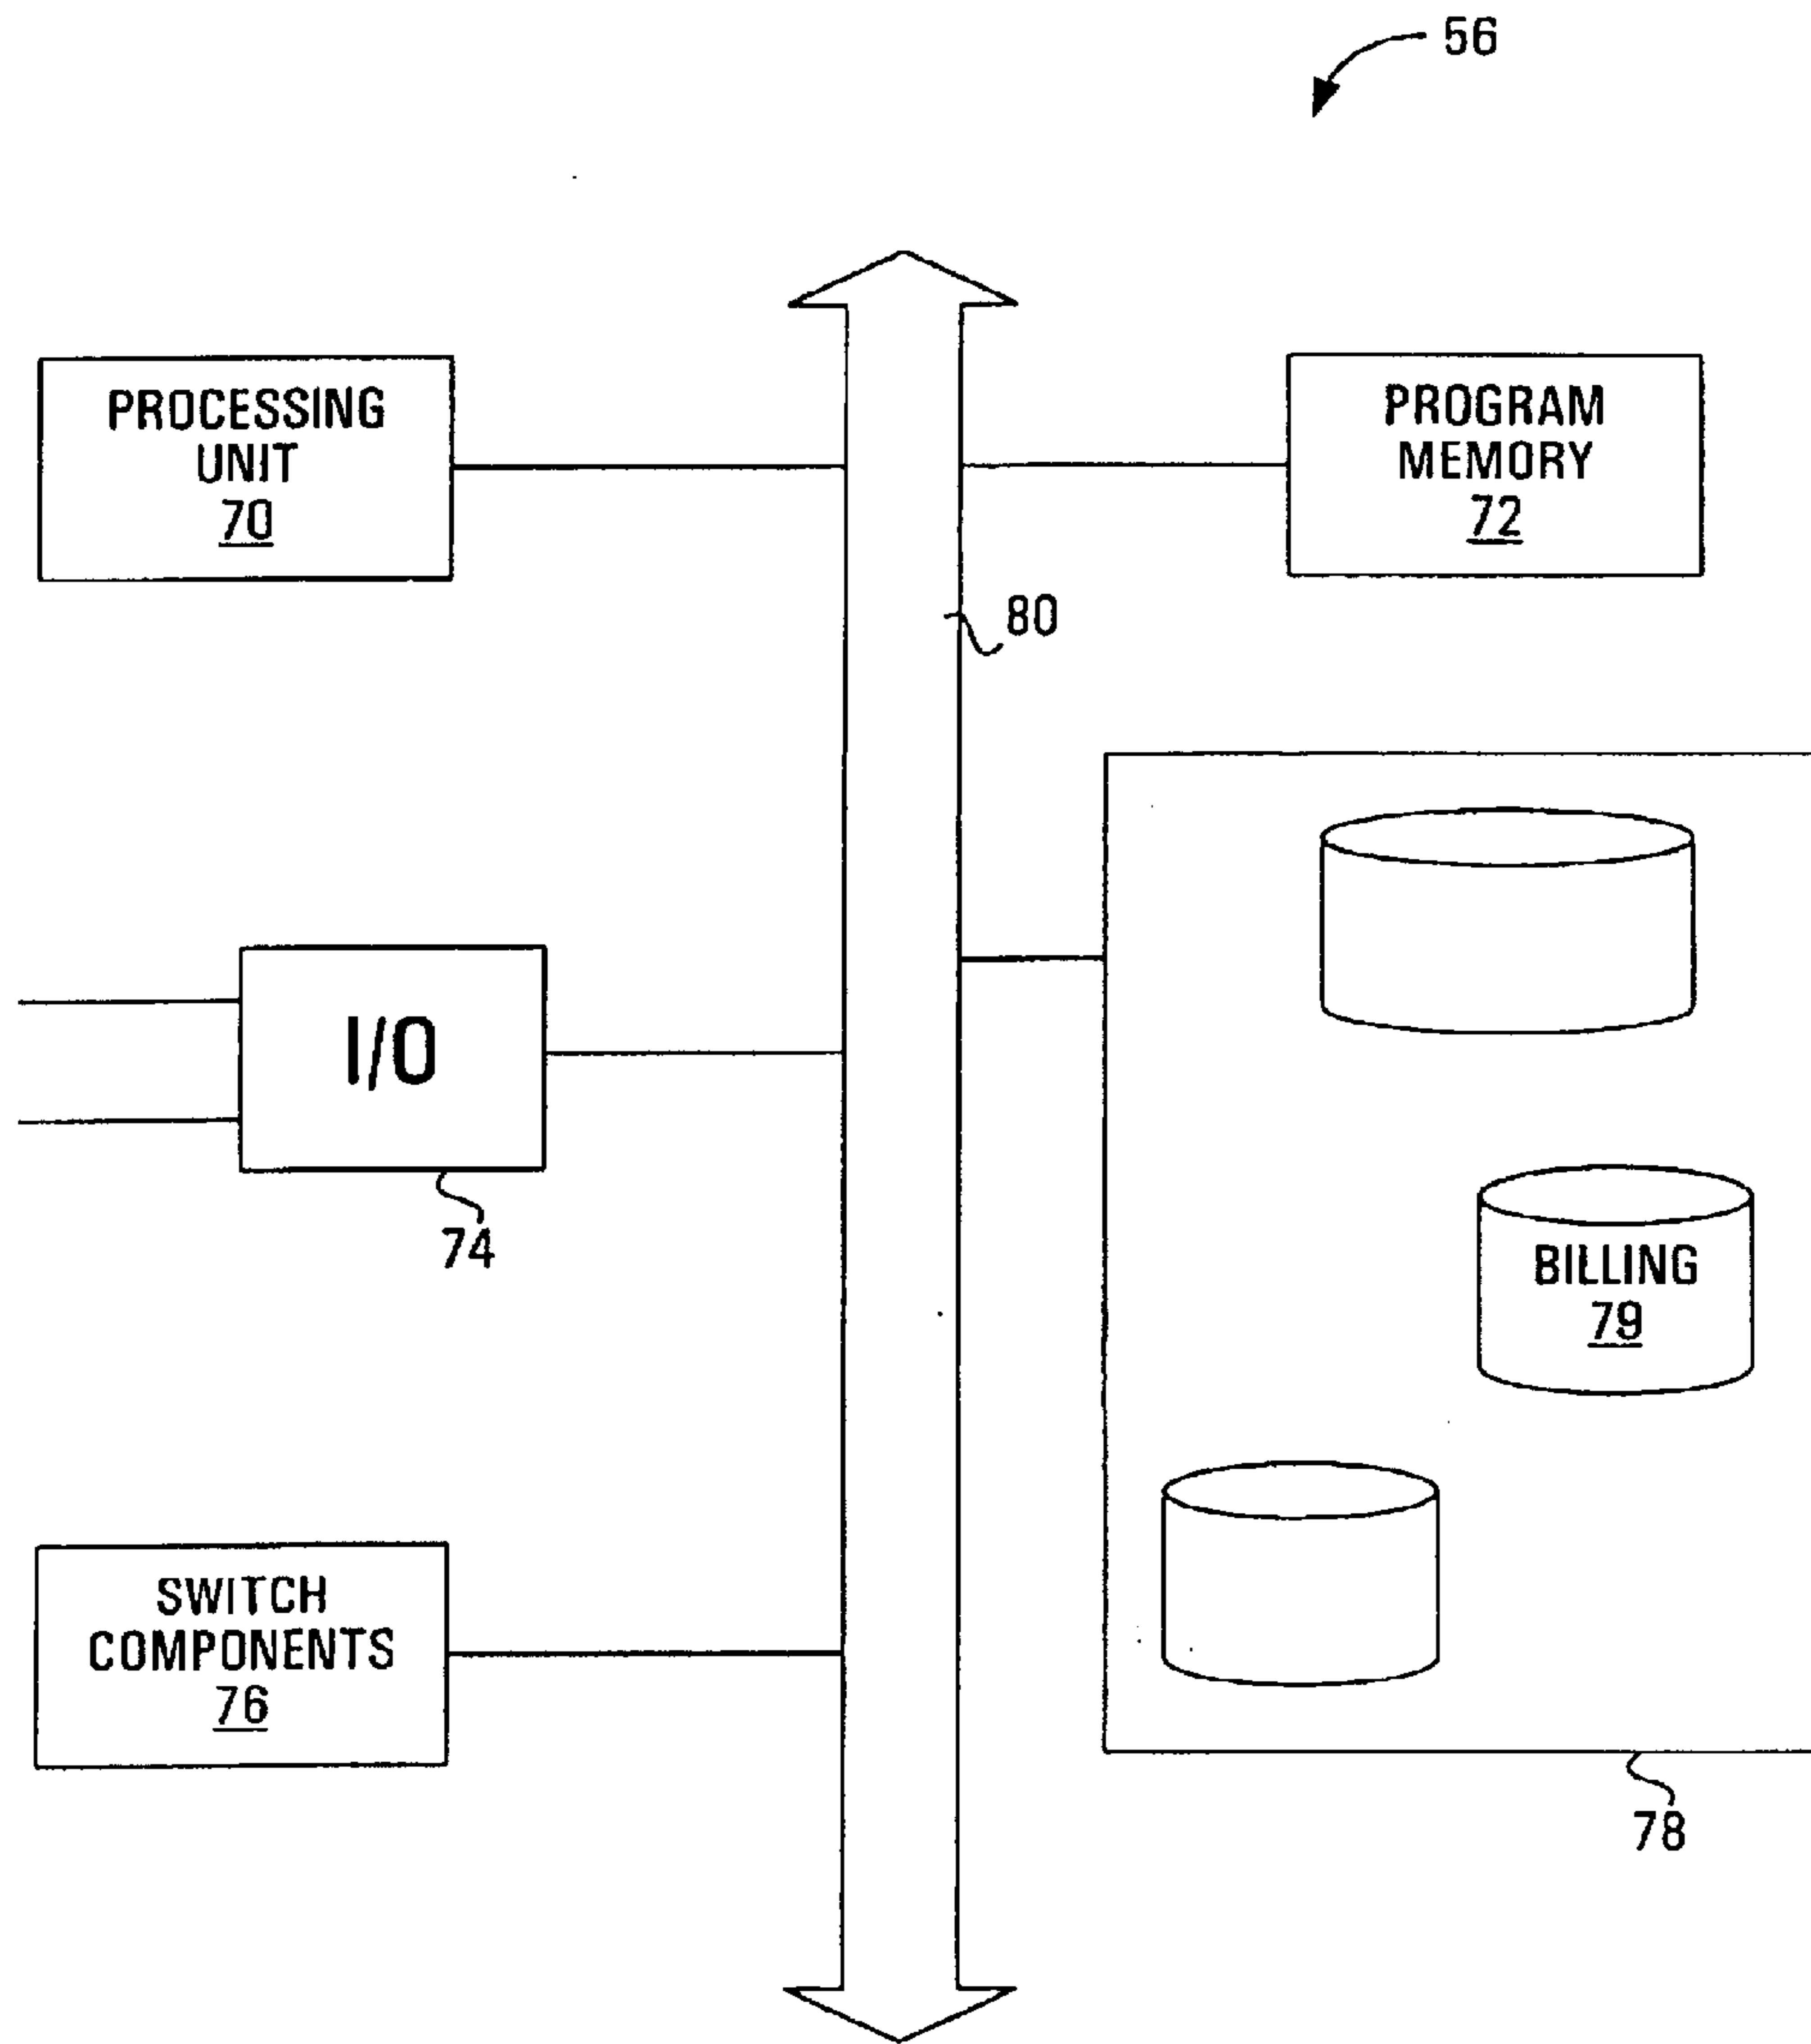 56
PROCESSING
UNIT
70
PROGRAM
MEMORY
72
80
I/O
74
BILLING
79
SWITCH
COMPONENTS
76
78